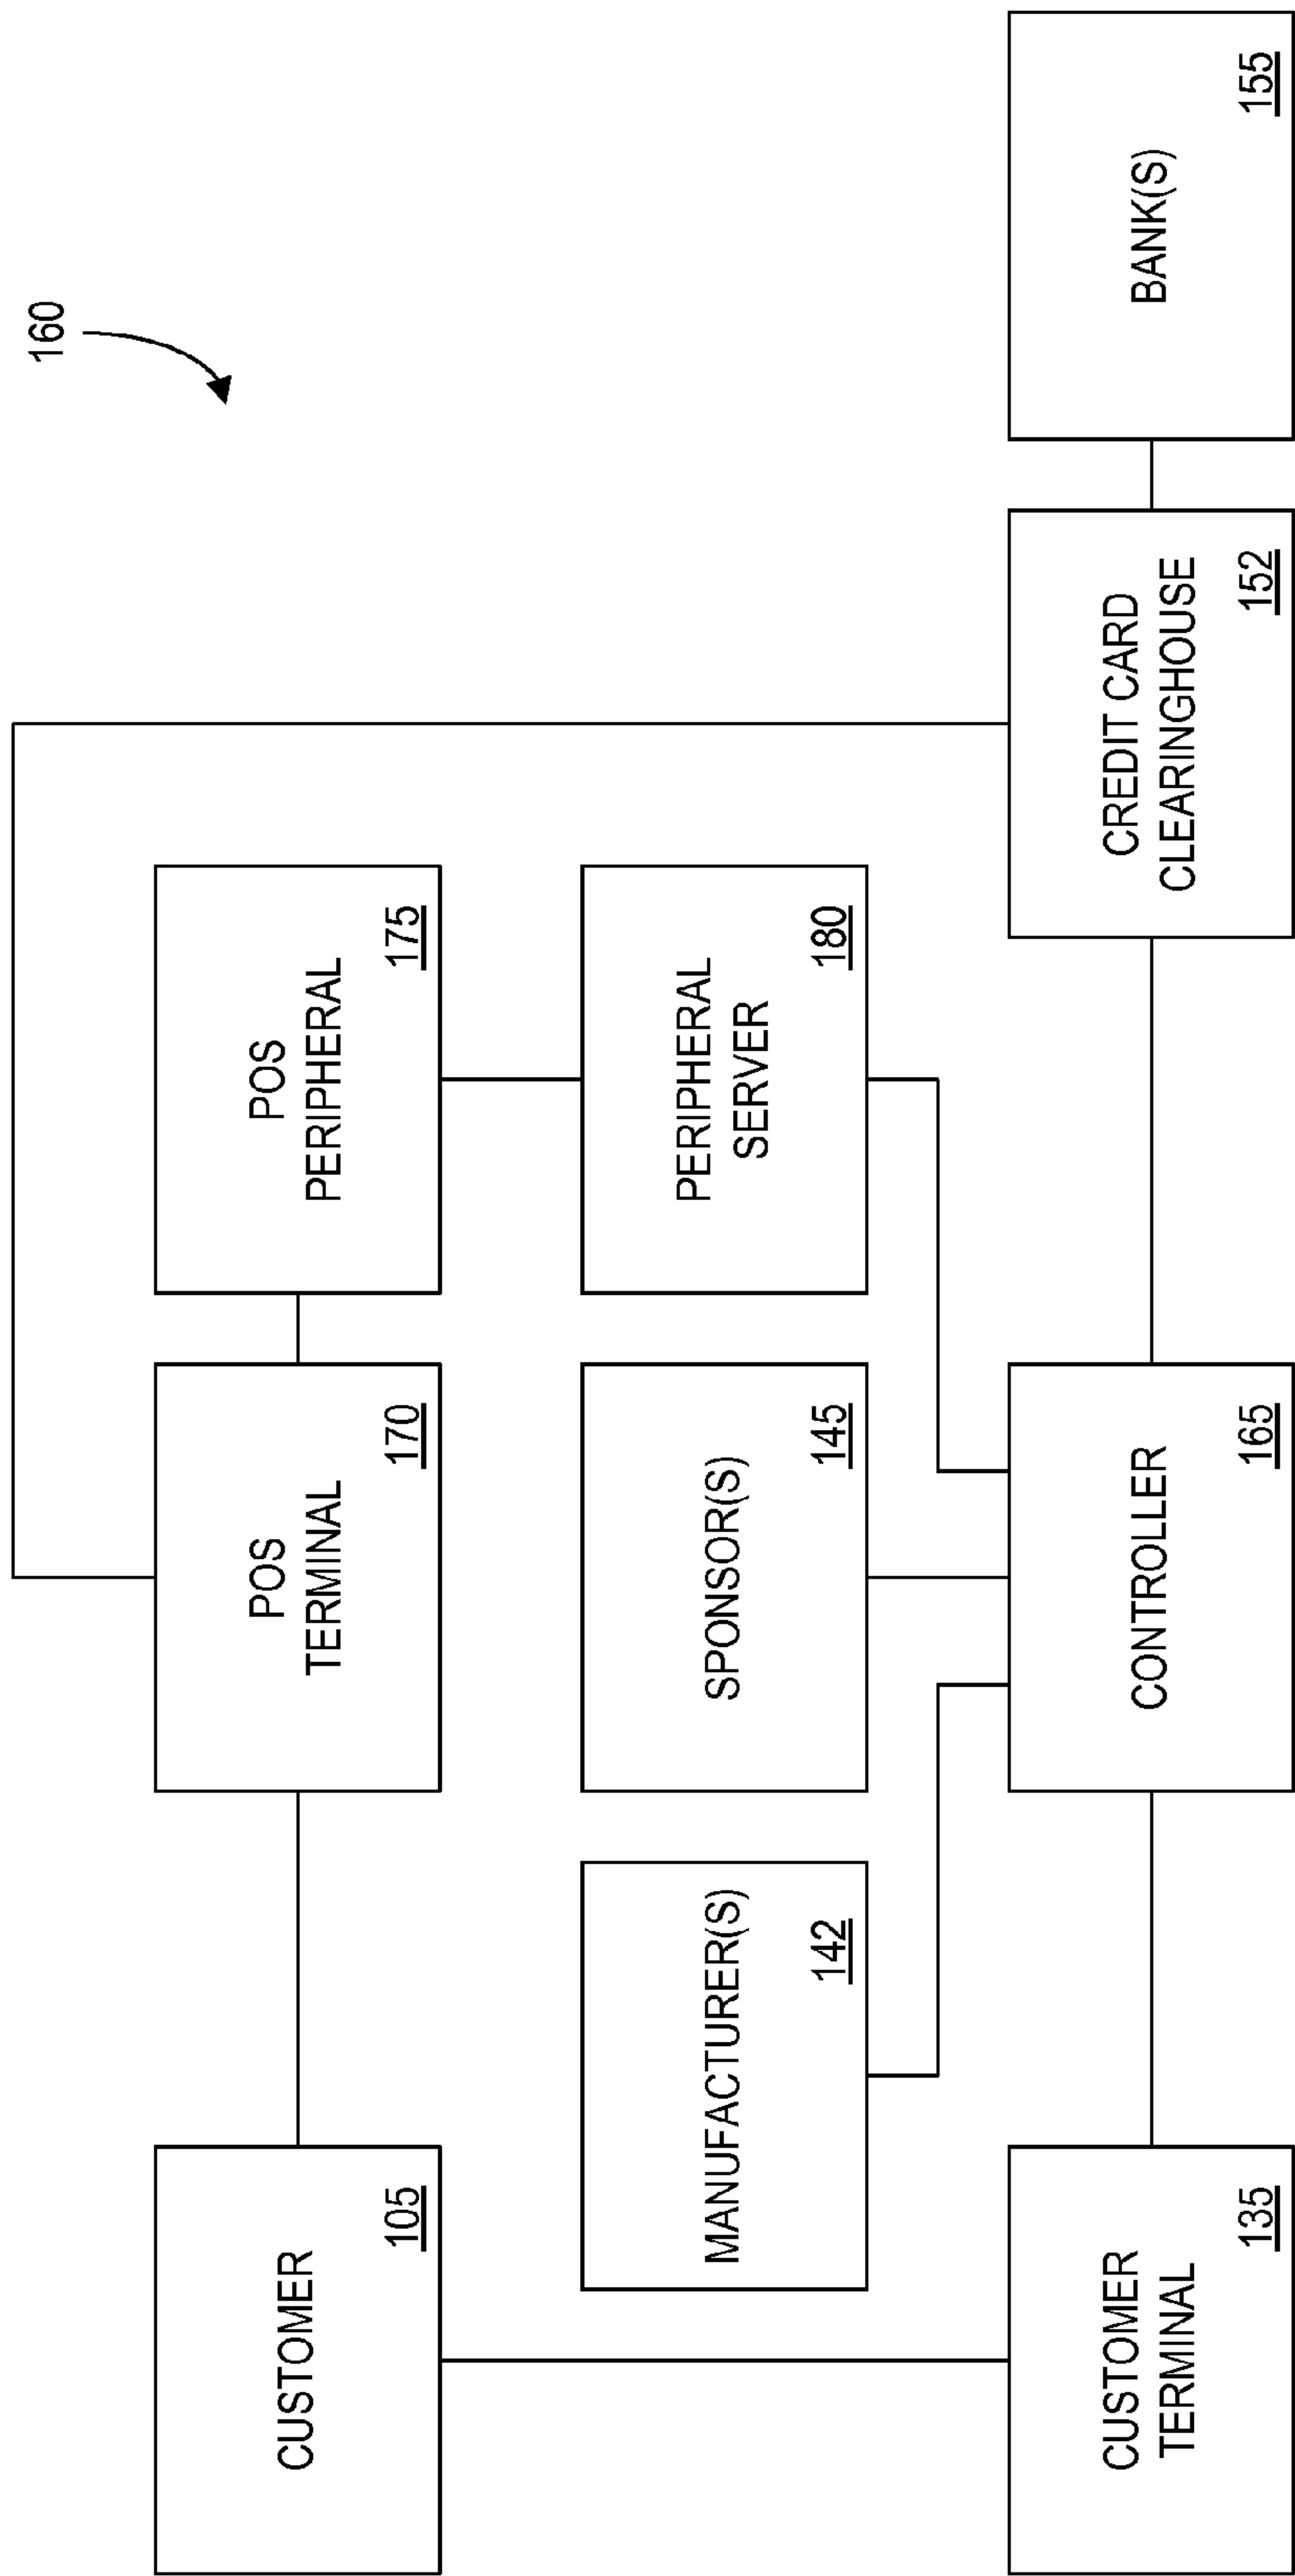 160
CUSTOMER
105
POS
TERMINAL
170
POS
PERIPHERAL
175
MANUFACTURER(S)
142
SPONSOR(S)
145
PERIPHERAL
SERVER
180
CUSTOMER
TERMINAL
135
CONTROLLER
165
CREDIT CARD
CLEARINGHOUSE
152
BANK(S)
155